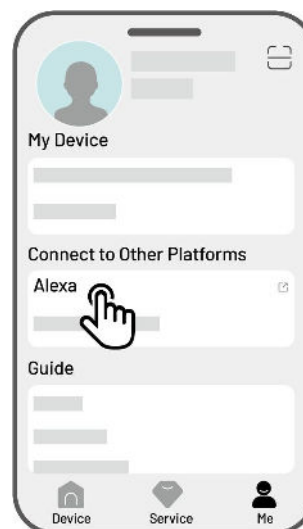 My Device
Connect to Other Platforms
Alexa
Guide
Device Service Me